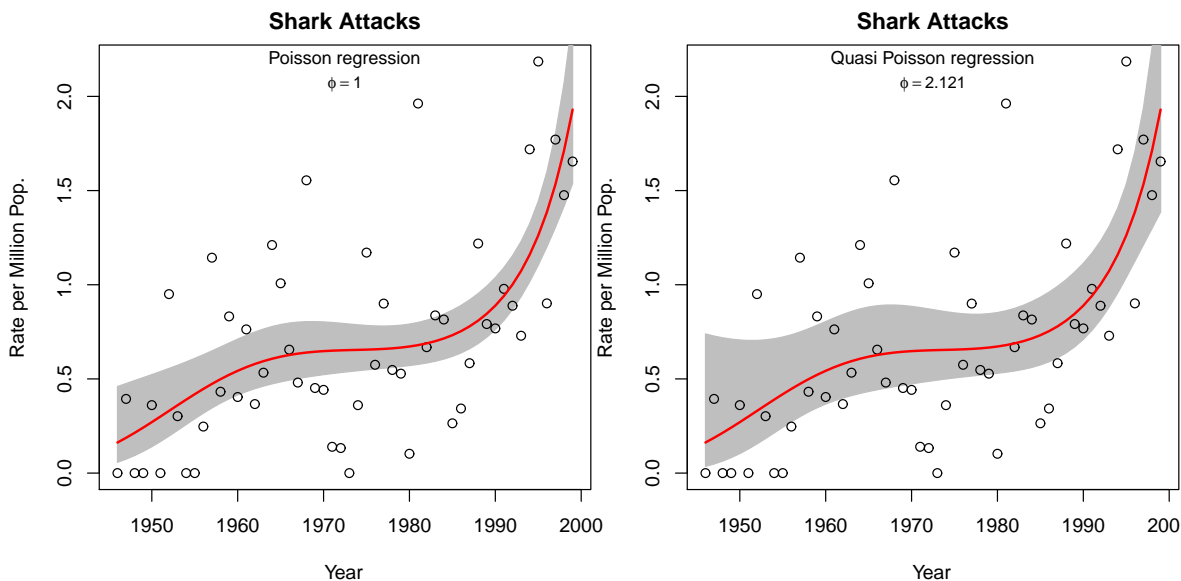 Shark Attacks
Poisson regression
ϕ = 1
Rate per Million Pop.
2.0
1.5
1.0
0.5
0.0
1950 1960 1970 1980 1990 2000
Year
Shark Attacks
Quasi Poisson regression
ϕ = 2.121
Rate per Million Pop.
2.0
1.5
1.0
0.5
0.0
1950 1960 1970 1980 1990 200
Year